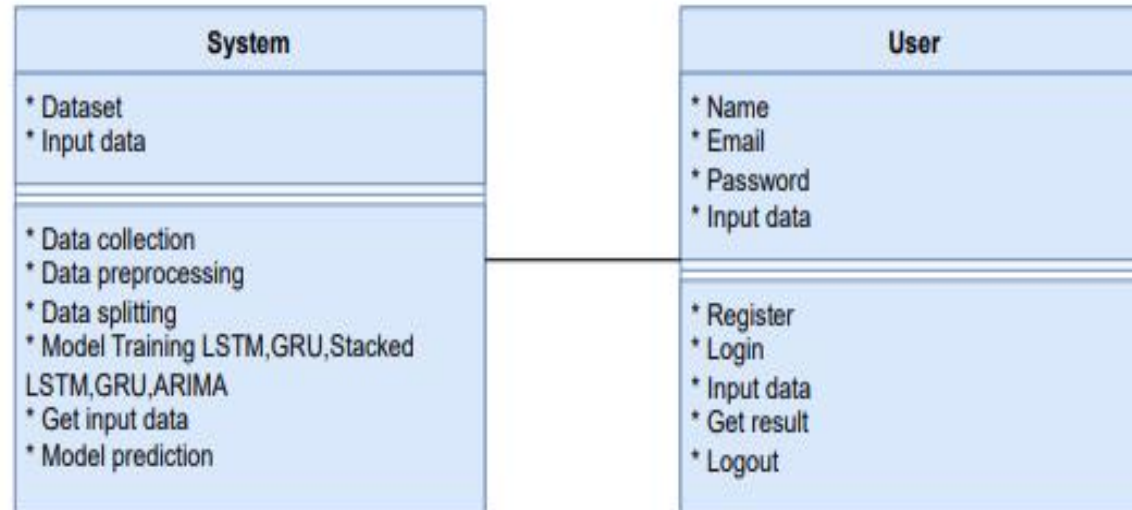 System
* Dataset
* Input data
* Data collection
* Data preprocessing
* Data splitting
* Model Training LSTM,GRU,Stacked
LSTM,GRU,ARIMA
* Get input data
* Model prediction
User
* Name
* Email
* Password
* Input data
* Register
* Login
* Input data
* Get result
* Logout